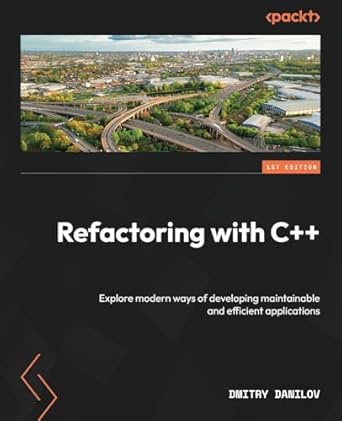 <packt>
1ST EDITION
Refactoring with C++
Explore modern ways of developing maintainable
and efficient applications
DMITRY DANILOV